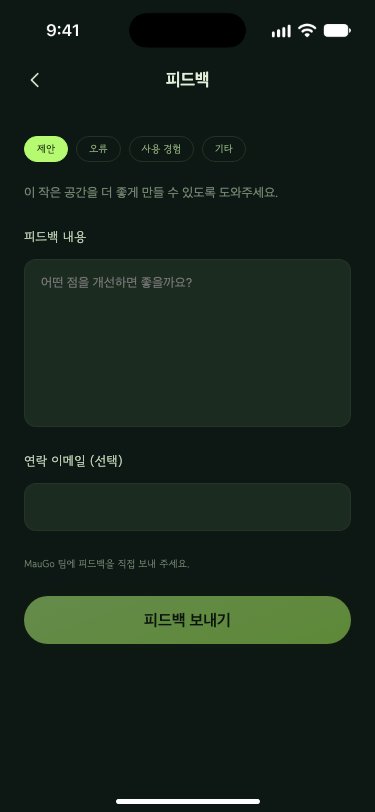 9:41
피드백
제안 오류 사용 경험 기타
이 작은 공간을 더 좋게 만들 수 있도록 도와주세요.
피드백 내용
어떤 점을 개선하면 좋을까요?
연락 이메일 (선택)
MauGo 팀에 피드백을 직접 보내 주세요.
피드백 보내기